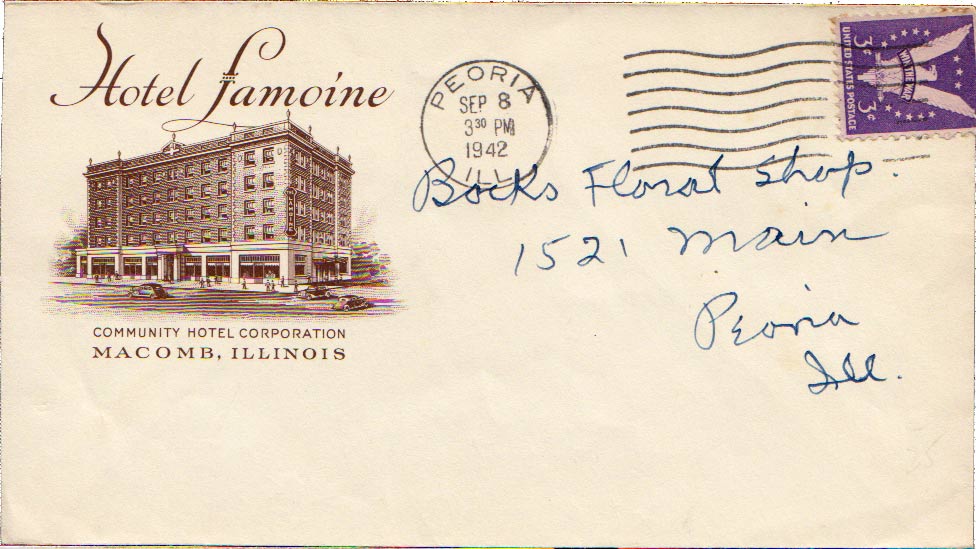 Hotel Lamoine
COMMUNITY HOTEL CORPORATION
MACOMB, ILLINOIS
PEORIA
SEP 8
3 30 PM
1942
ILL
3¢ 3¢
UNITED STATES POSTAGE
WIN THE WAR
Bocks Floral Shop.
1521 Main
Peoria
Ill.